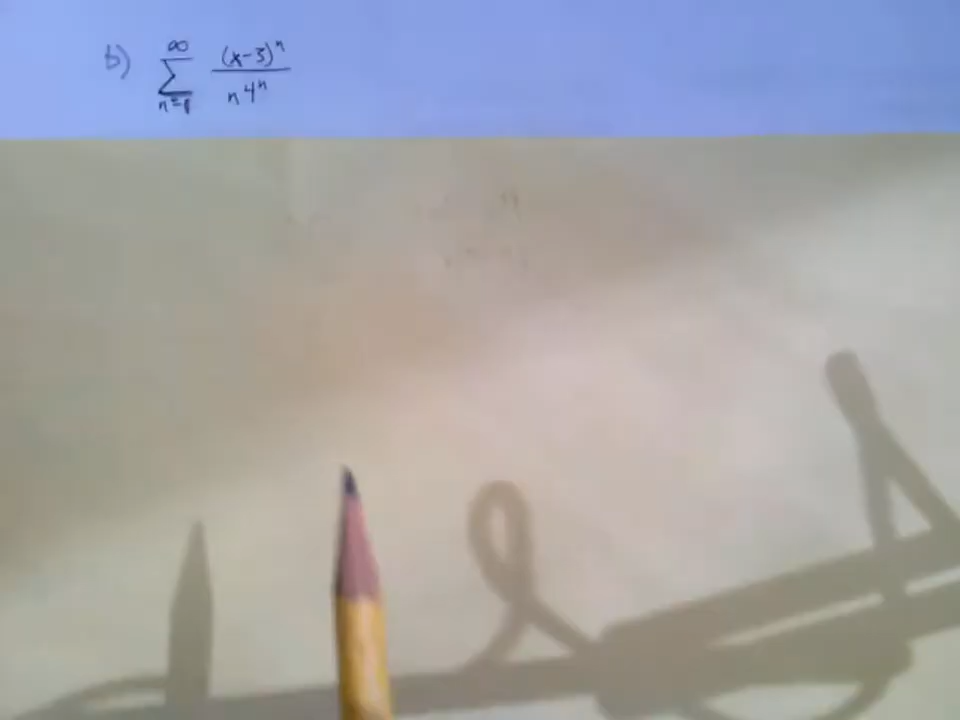 b) ∞∑n=1 (x-3)^n / n 4^n